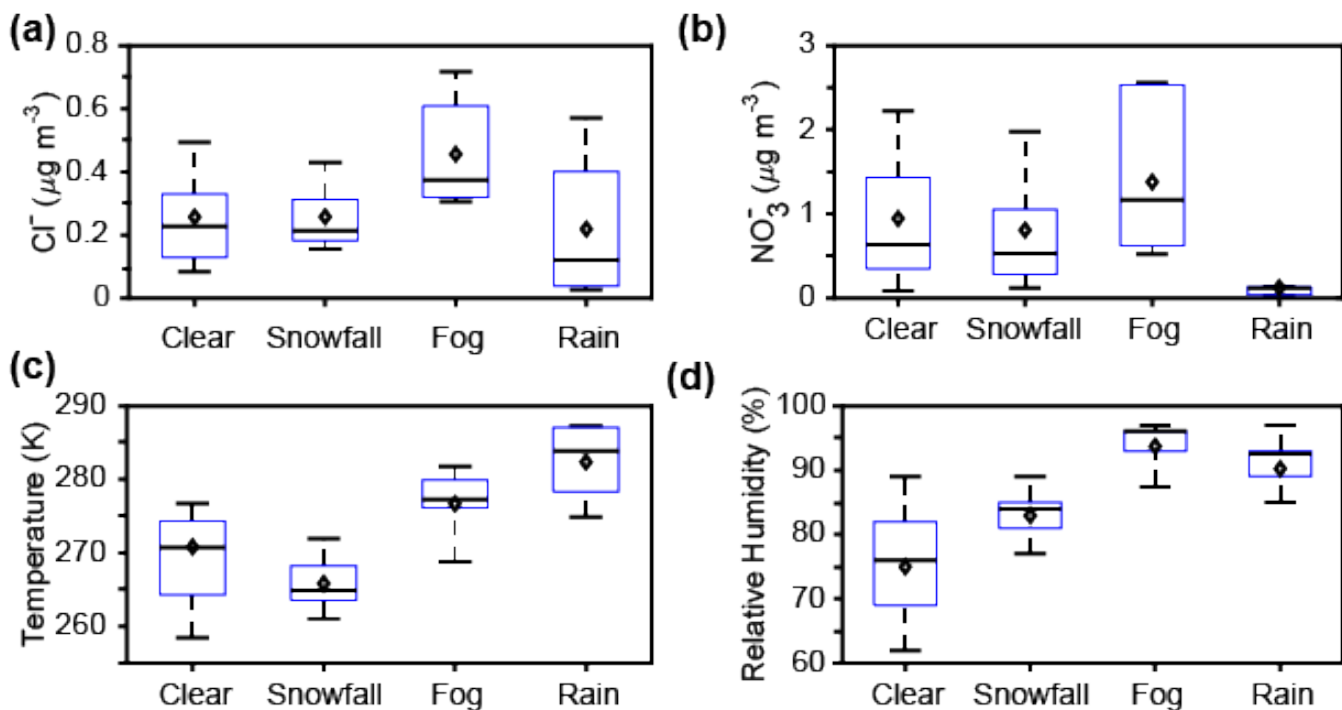 (a)
Cl⁻ (μg m⁻³)
0.8
0.6
0.4
0.2
0
Clear Snowfall Fog Rain
(b)
NO₃⁻ (μg m⁻³)
3
2
1
0
Clear Snowfall Fog Rain
(c)
Temperature (K)
290
280
270
260
Clear Snowfall Fog Rain
(d)
Relative Humidity (%)
100
90
80
70
60
Clear Snowfall Fog Rain